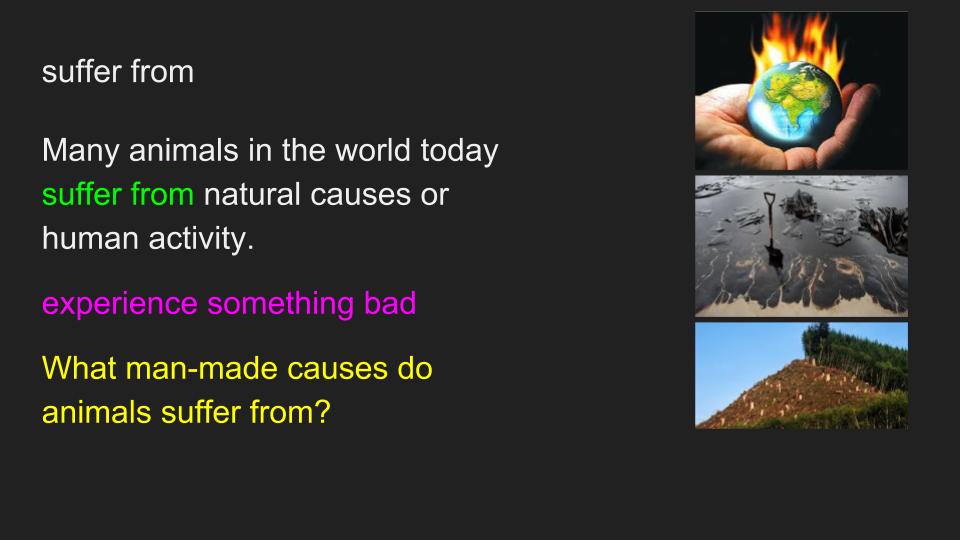 suffer from
Many animals in the world today
suffer from natural causes or
human activity.
experience something bad
What man-made causes do
animals suffer from?